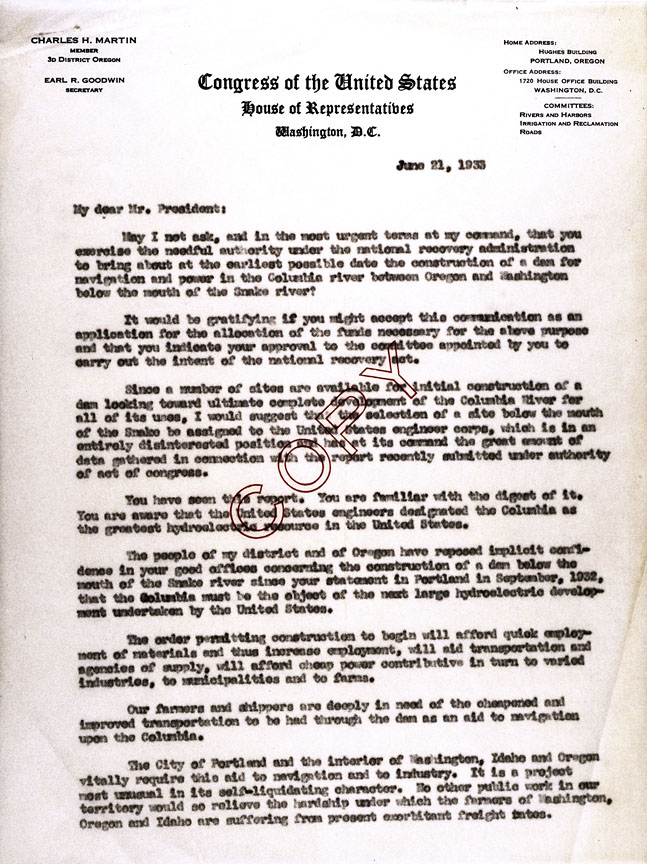 CHARLES H. MARTIN
MEMBER
3D DISTRICT OREGON
EARL R. GOODWIN
SECRETARY
Congress of the United States
House of Representatives
Washington, D.C.
HOME ADDRESS:
HUGHES BUILDING
PORTLAND, OREGON
OFFICE ADDRESS:
1720 HOUSE OFFICE BUILDING
WASHINGTON, D.C.
COMMITTEES:
RIVERS AND HARBORS
IRRIGATION AND RECLAMATION
ROADS
June 21, 1933
My dear Mr. President:
May I not ask, and in the most urgent terms at my command, that you
exercise the needful authority under the national recovery administration
to bring about at the earliest possible date the construction of a dam for
navigation and power in the Columbia river between Oregon and Washington
below the mouth of the Snake river?
It would be gratifying if you might accept this communication as an
application for the allocation of the funds necessary for the above purpose
and that you indicate your approval to the committee appointed by you to
carry out the intent of the national recovery act.
Since a number of sites are available for initial construction of a
dam looking toward ultimate complete development of the Columbia River for
all of its uses, I would suggest tha the selection of a site below the mouth
of the Snake be assigned to the United States engineer corps, which is in an
entirely disinterested position and has at its command the great amount of
data gathered in connection with the report recently submitted under authority
of act of congress.
You have seen this report. You are familiar with the digest of it.
You are aware that the United States engineers designated the Columbia as
the greatest hydroelectric resource in the United States.
The people of my district and of Oregon have reposed implicit confi-
dence in your good offices concerning the construction of a dam below the
mouth of the Snake river since your statement in Portland in September, 1932,
that the Columbia must be the object of the next large hydroelectric develop-
ment undertaken by the United States.
The order permitting construction to begin will afford quick employ-
ment of materials and thus increase employment, will aid transportation and
agencies of supply, will afford cheap power contributive in turn to varied
industries, to municipalities and to farms.
Our farmers and shippers are deeply in need of the cheapened and
improved transportation to be had through the dam as an aid to navigation
upon the Columbia.
The City of Portland and the interior of Washington, Idaho and Oregon
vitally require this aid to navigation and to industry. It is a project
most unusual in its self-liquidating character. No other public work in our
territory would so relieve the hardship under which the farmers of Washington,
Oregon and Idaho are suffering from present exorbitant freight rates.
COPY